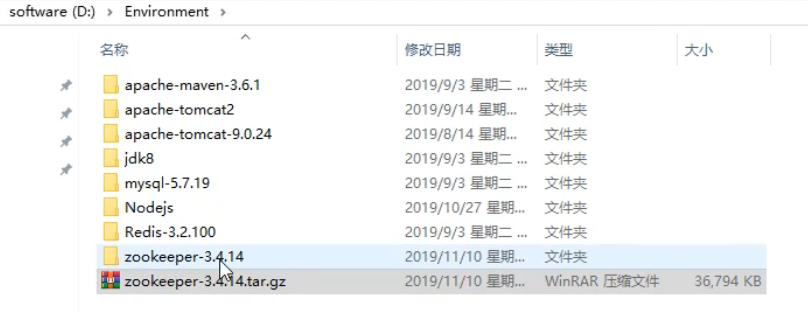 software (D:) > Environment >
名称 修改日期 类型 大小
apache-maven-3.6.1 2019/9/3 星期二 ... 文件夹
apache-tomcat2 2019/9/14 星期... 文件夹
apache-tomcat-9.0.24 2019/8/14 星期... 文件夹
jdk8 2019/9/3 星期二 ... 文件夹
mysql-5.7.19 2019/9/3 星期二 ... 文件夹
Nodejs 2019/10/27 星期... 文件夹
Redis-3.2.100 2019/9/3 星期二 ... 文件夹
zookeeper-3.4.14 2019/11/10 星期... 文件夹
zookeeper-3.4.14.tar.gz 2019/11/10 星期... WinRAR 压缩文件 36,794 KB